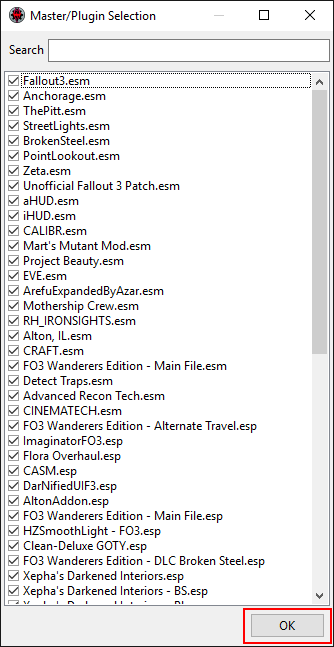 Master/Plugin Selection
Search
Fallout3.esm
Anchorage.esm
ThePitt.esm
StreetLights.esm
BrokenSteel.esm
PointLookout.esm
Zeta.esm
Unofficial Fallout 3 Patch.esm
aHUD.esm
iHUD.esm
CALIBR.esm
Mart's Mutant Mod.esm
Project Beauty.esm
EVE.esm
ArefuExpandedByAzar.esm
Mothership Crew.esm
RH_IRONSIGHTS.esm
Alton, IL.esm
CRAFT.esm
FO3 Wanderers Edition - Main File.esm
Detect Traps.esm
Advanced Recon Tech.esm
CINEMATECH.esm
FO3 Wanderers Edition - Alternate Travel.esp
ImaginatorFO3.esp
Flora Overhaul.esp
CASM.esp
DarNifiedUIF3.esp
AltonAddon.esp
FO3 Wanderers Edition - Main File.esp
HZSmoothLight - FO3.esp
Clean-Deluxe GOTY.esp
FO3 Wanderers Edition - DLC Broken Steel.esp
Xepha's Darkened Interiors.esp
Xepha's Darkened Interiors - BS.esp
OK